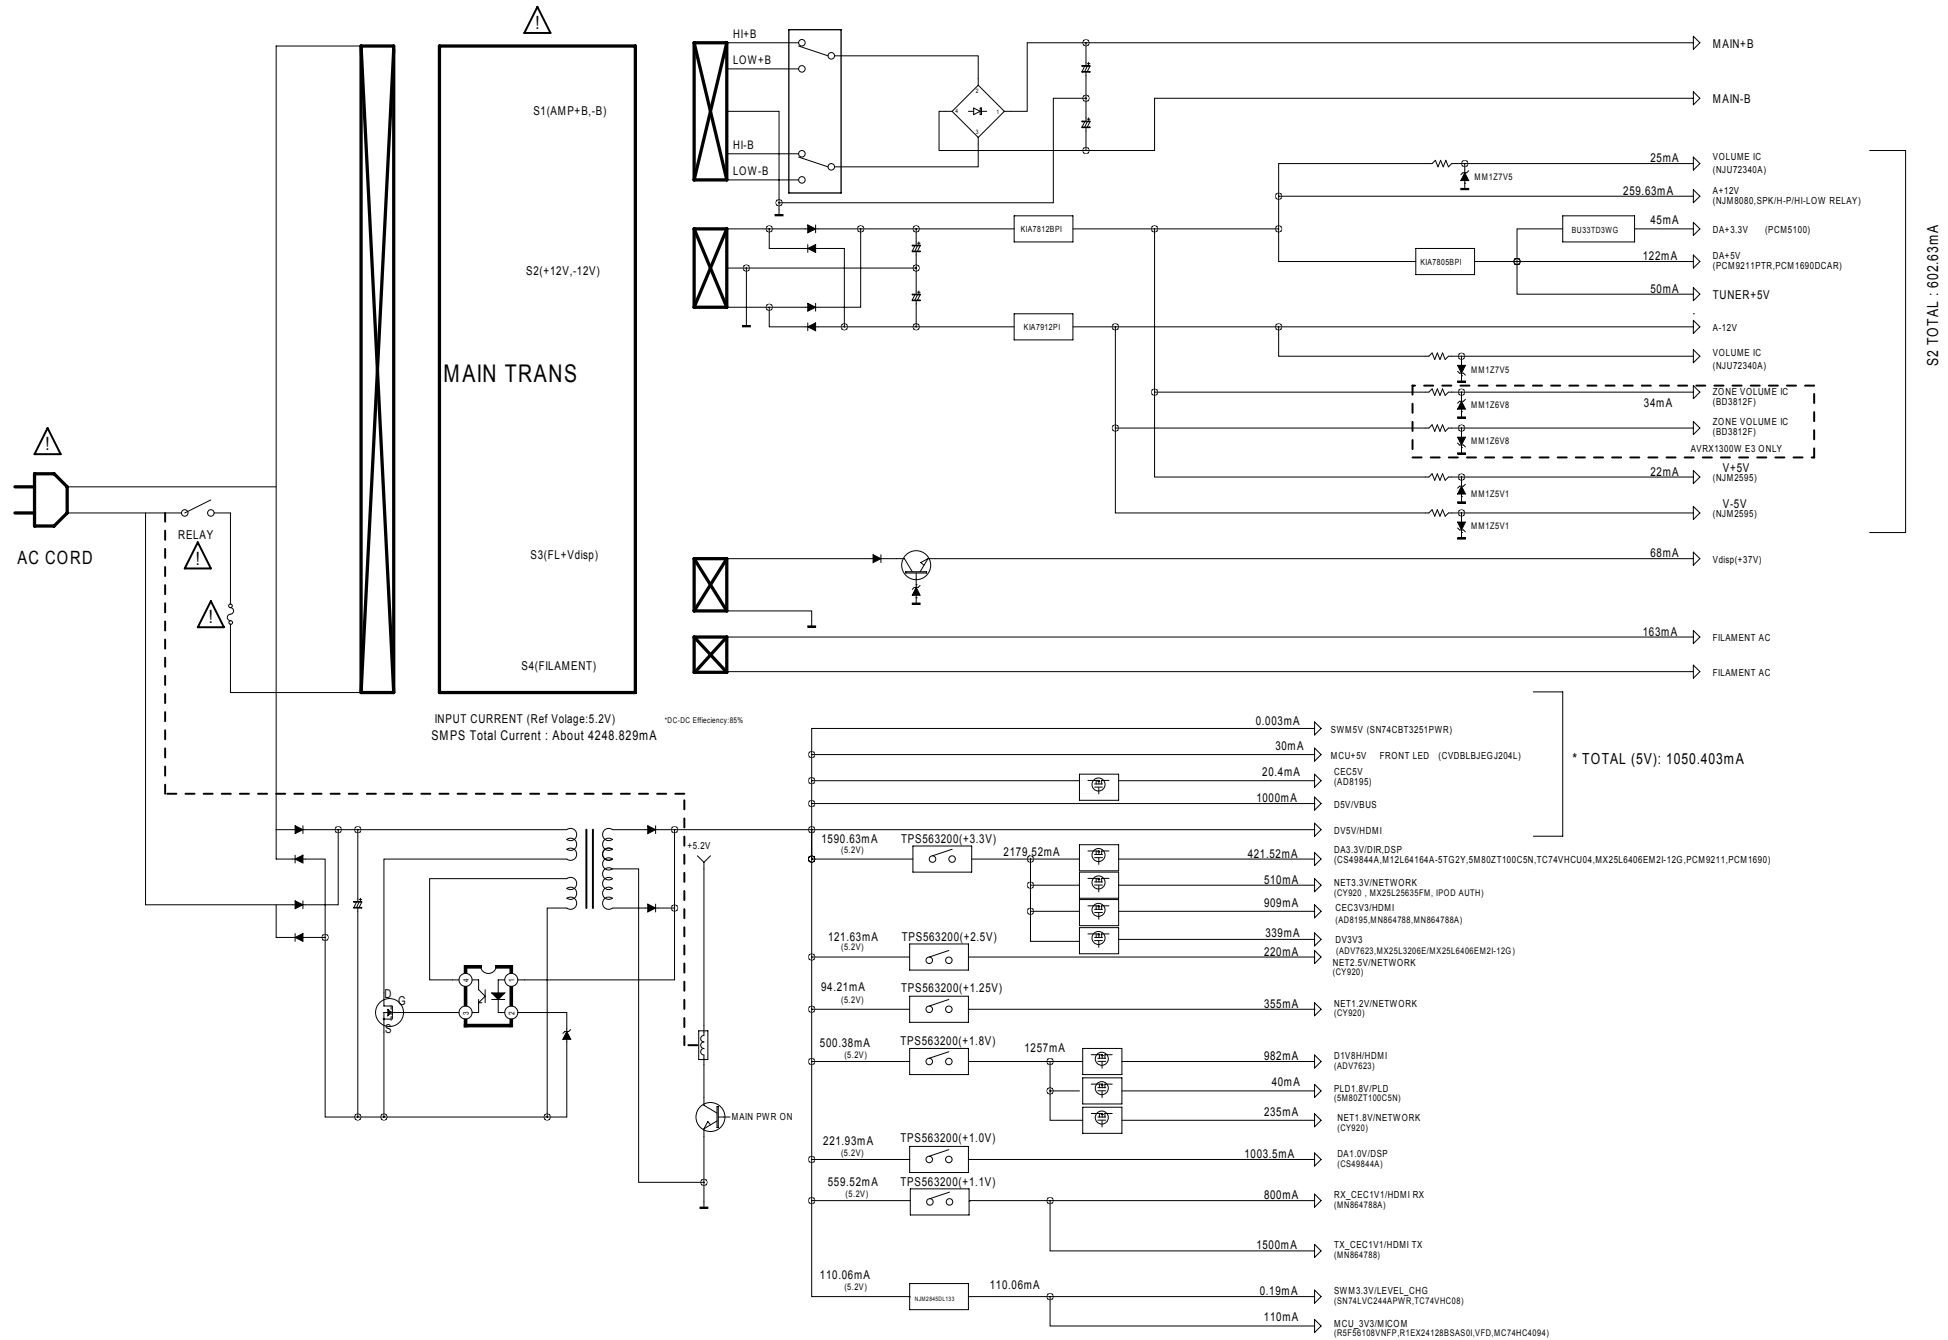 HI+B
LOW+B
HI-B
LOW-B
2
4
1
3
MAIN+B
MAIN-B
S1(AMP+B,-B)
S2(+12V,-12V)
MAIN TRANS
S3(FL+Vdisp)
S4(FILAMENT)
AC CORD
RELAY
KIA7812BPI
KIA7912PI
KIA7805BPI
BU33TD3WG
25mA
MM1Z7V5
VOLUME IC
(NJU72340A)
259.63mA
A+12V
(NJM8080,SPK/H-P/HI-LOW RELAY)
45mA
DA+3.3V (PCM5100)
122mA
DA+5V
(PCM9211PTR,PCM1690DCAR)
50mA
TUNER+5V
A-12V
VOLUME IC
(NJU72340A)
MM1Z7V5
ZONE VOLUME IC
(BD3812F)
MM1Z6V8
34mA
ZONE VOLUME IC
(BD3812F)
MM1Z6V8
AVRX1300W E3 ONLY
22mA
V+5V
(NJM2595)
MM1Z5V1
V-5V
(NJM2595)
MM1Z5V1
S2 TOTAL : 602.63mA
68mA
Vdisp(+37V)
163mA
FILAMENT AC
FILAMENT AC
INPUT CURRENT (Ref Volage:5.2V)
*DC-DC Effieciency:85%
SMPS Total Current : About 4248.829mA
0.003mA
SWM5V (SN74CBT3251PWR)
30mA
MCU+5V FRONT LED (CVDBLBJEGJ204L)
20.4mA
CEC5V
(AD8195)
1000mA
D5V/VBUS
DV5V/HDMI
* TOTAL (5V): 1050.403mA
+5.2V
1590.63mA
(5.2V)
TPS563200(+3.3V)
2179.52mA
421.52mA
DA3.3V/DIR,DSP
(CS49844A,M12L64164A-5TG2Y,5M80ZT100C5N,TC74VHCU04,MX25L6406EM2I-12G,PCM9211,PCM1690)
510mA
NET3.3V/NETWORK
(CY920 , MX25L25635FM, IPOD AUTH)
909mA
CEC3V3/HDMI
(AD8195,MN864788,MN864788A)
339mA
DV3V3
(ADV7623,MX25L3206E/MX25L6406EM2I-12G)
121.63mA
(5.2V)
TPS563200(+2.5V)
220mA
NET2.5V/NETWORK
(CY920)
94.21mA
(5.2V)
TPS563200(+1.25V)
355mA
NET1.2V/NETWORK
(CY920)
D
G
S
4
3
1
2
500.38mA
(5.2V)
TPS563200(+1.8V)
1257mA
982mA
D1V8H/HDMI
(ADV7623)
40mA
PLD1.8V/PLD
(5M80ZT100C5N)
235mA
NET1.8V/NETWORK
(CY920)
MAIN PWR ON
221.93mA
(5.2V)
TPS563200(+1.0V)
1003.5mA
DA1.0V/DSP
(CS49844A)
559.52mA
(5.2V)
TPS563200(+1.1V)
800mA
RX_CEC1V1/HDMI RX
(MN864788A)
1500mA
TX_CEC1V1/HDMI TX
(MN864788)
110.06mA
(5.2V)
NJM2845DL133
110.06mA
0.19mA
SWM3.3V/LEVEL_CHG
(SN74LVC244APWR,TC74VHC08)
110mA
MCU_3V3/MICOM
(R5F56108VNFP,R1EX24128BSAS0I,VFD,MC74HC4094)